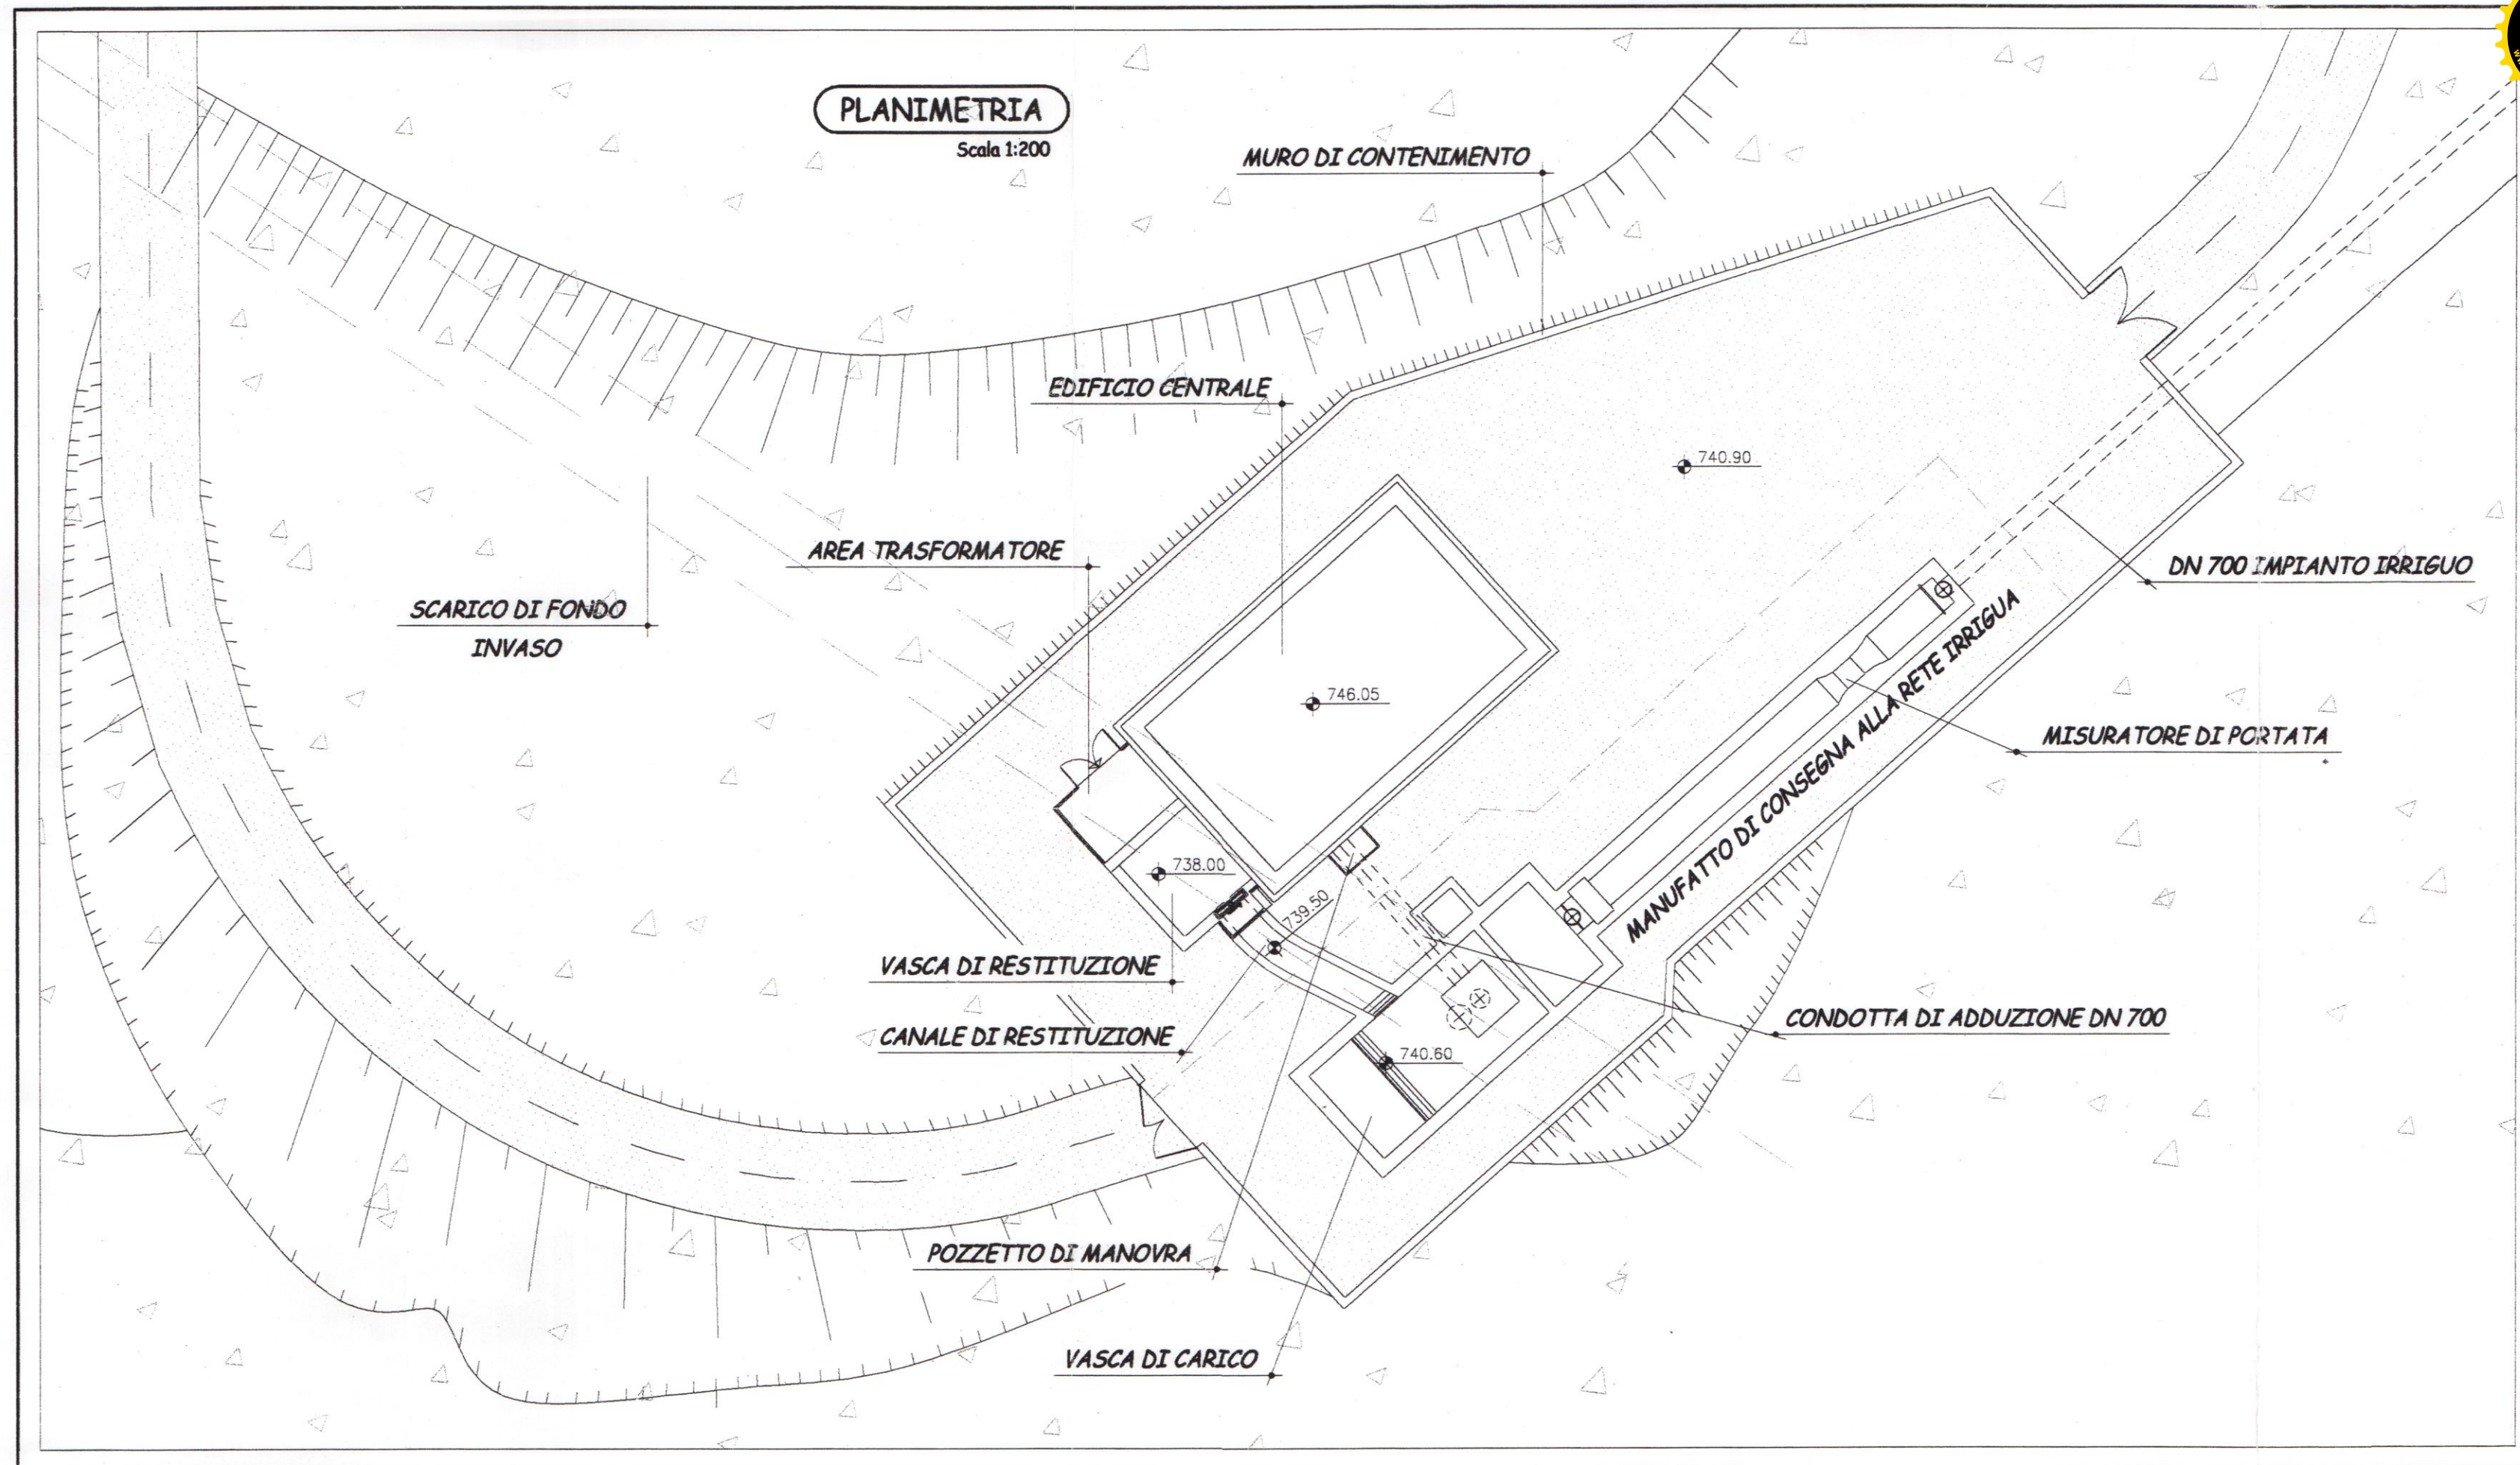 PLANIMETRIA
Scala 1:200
MURO DI CONTENIMENTO
EDIFICIO CENTRALE
740.90
AREA TRASFORMATORE
DN 700 IMPIANTO IRRIGUO
SCARICO DI FONDO
INVASO
746.05
MISURATORE DI PORTATA
MANUFATTO DI CONSEGNA ALLA RETE IRRIGUA
738.00
739.50
VASCA DI RESTITUZIONE
CANALE DI RESTITUZIONE
CONDOTTA DI ADDUZIONE DN 700
740.60
POZZETTO DI MANOVRA
VASCA DI CARICO